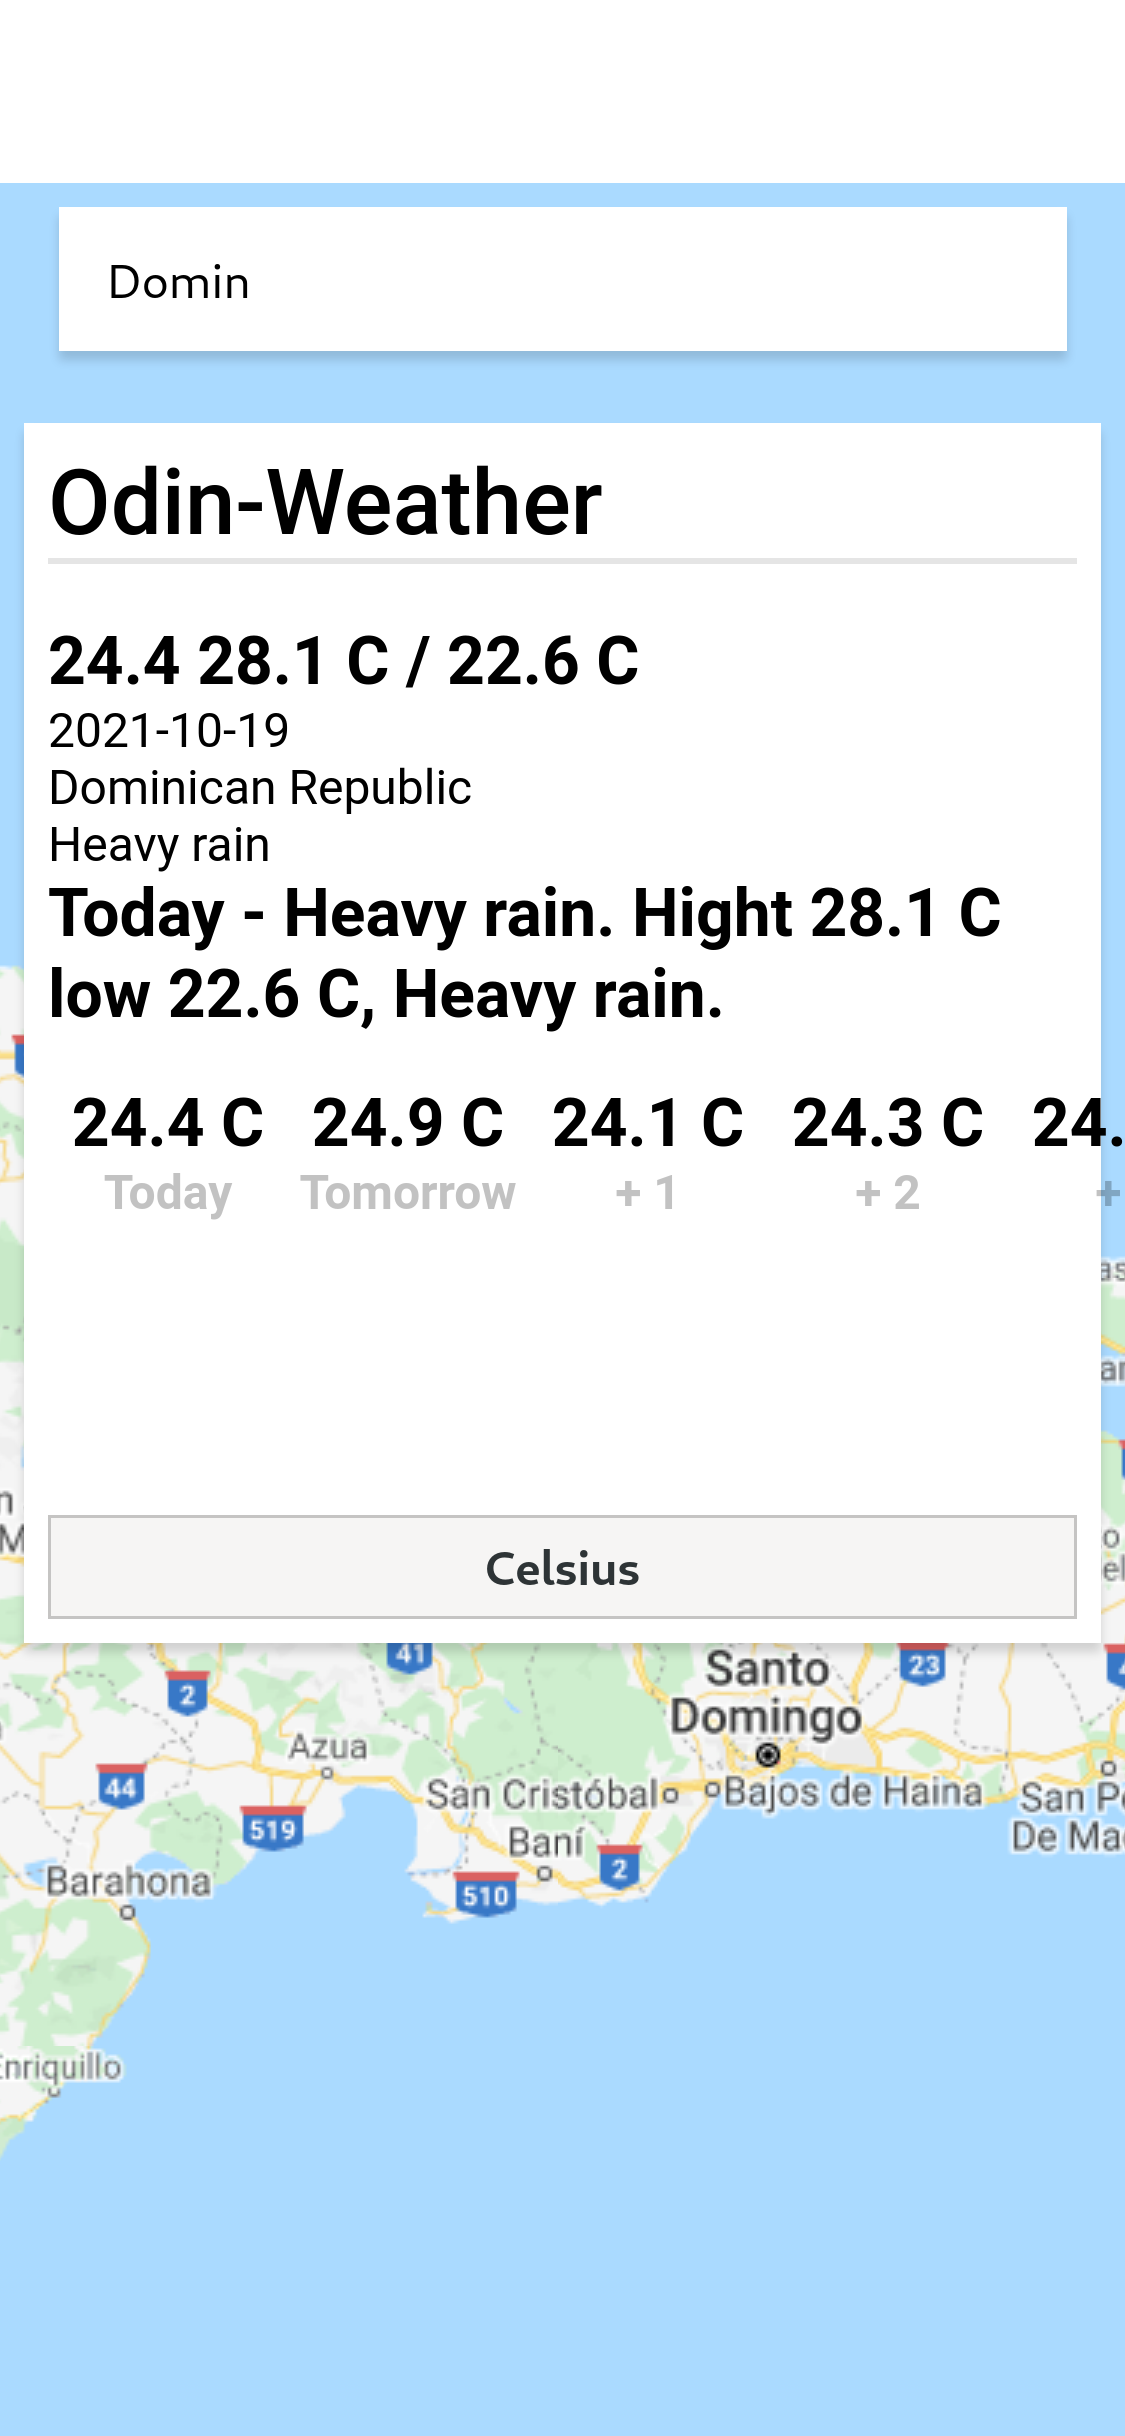 Domin
Odin-Weather
24.4 28.1 C / 22.6 C
2021-10-19
Dominican Republic
Heavy rain
Today - Heavy rain. Hight 28.1 C
low 22.6 C, Heavy rain.
24.4 C 24.9 C 24.1 C 24.3 C 24.
Today Tomorrow + 1 + 2 +
Celsius
41
23
Santo
Domingo
2
Azua
44
San Cristóbal
Bajos de Haina
San P
De Ma
519
Baní
2
Barahona
510
Enriquillo